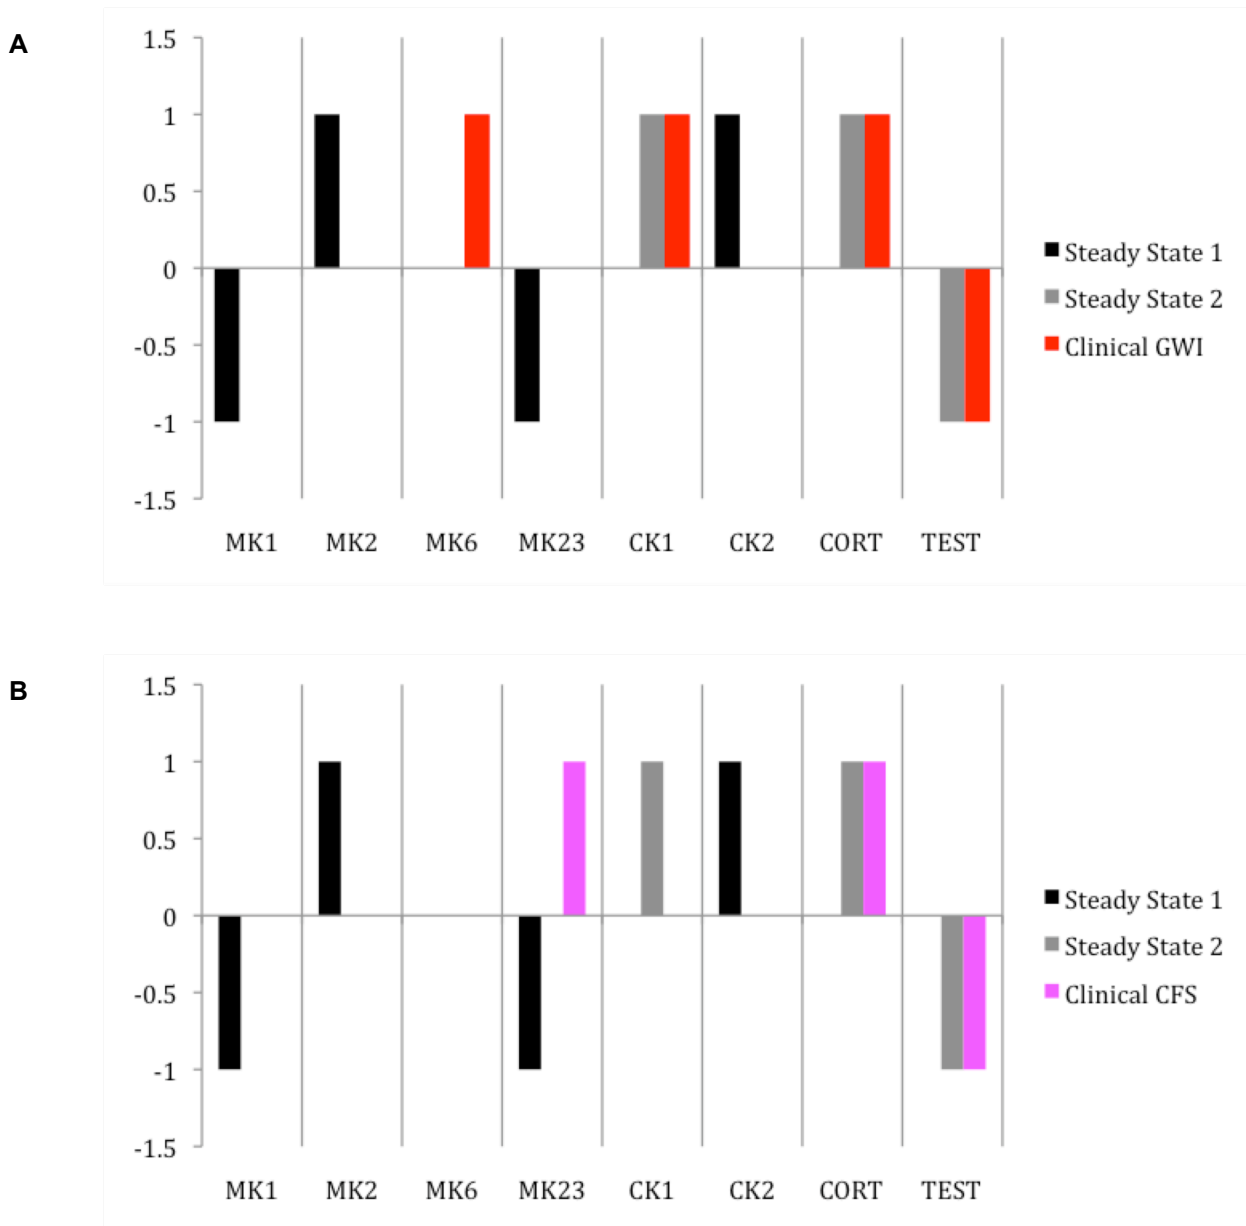 A
1.5
1
0.5
0
-0.5
-1
-1.5
MK1 MK2 MK6 MK23 CK1 CK2 CORT TEST
Steady State 1
Steady State 2
Clinical GWI
B
1.5
1
0.5
0
-0.5
-1
-1.5
MK1 MK2 MK6 MK23 CK1 CK2 CORT TEST
Steady State 1
Steady State 2
Clinical CFS